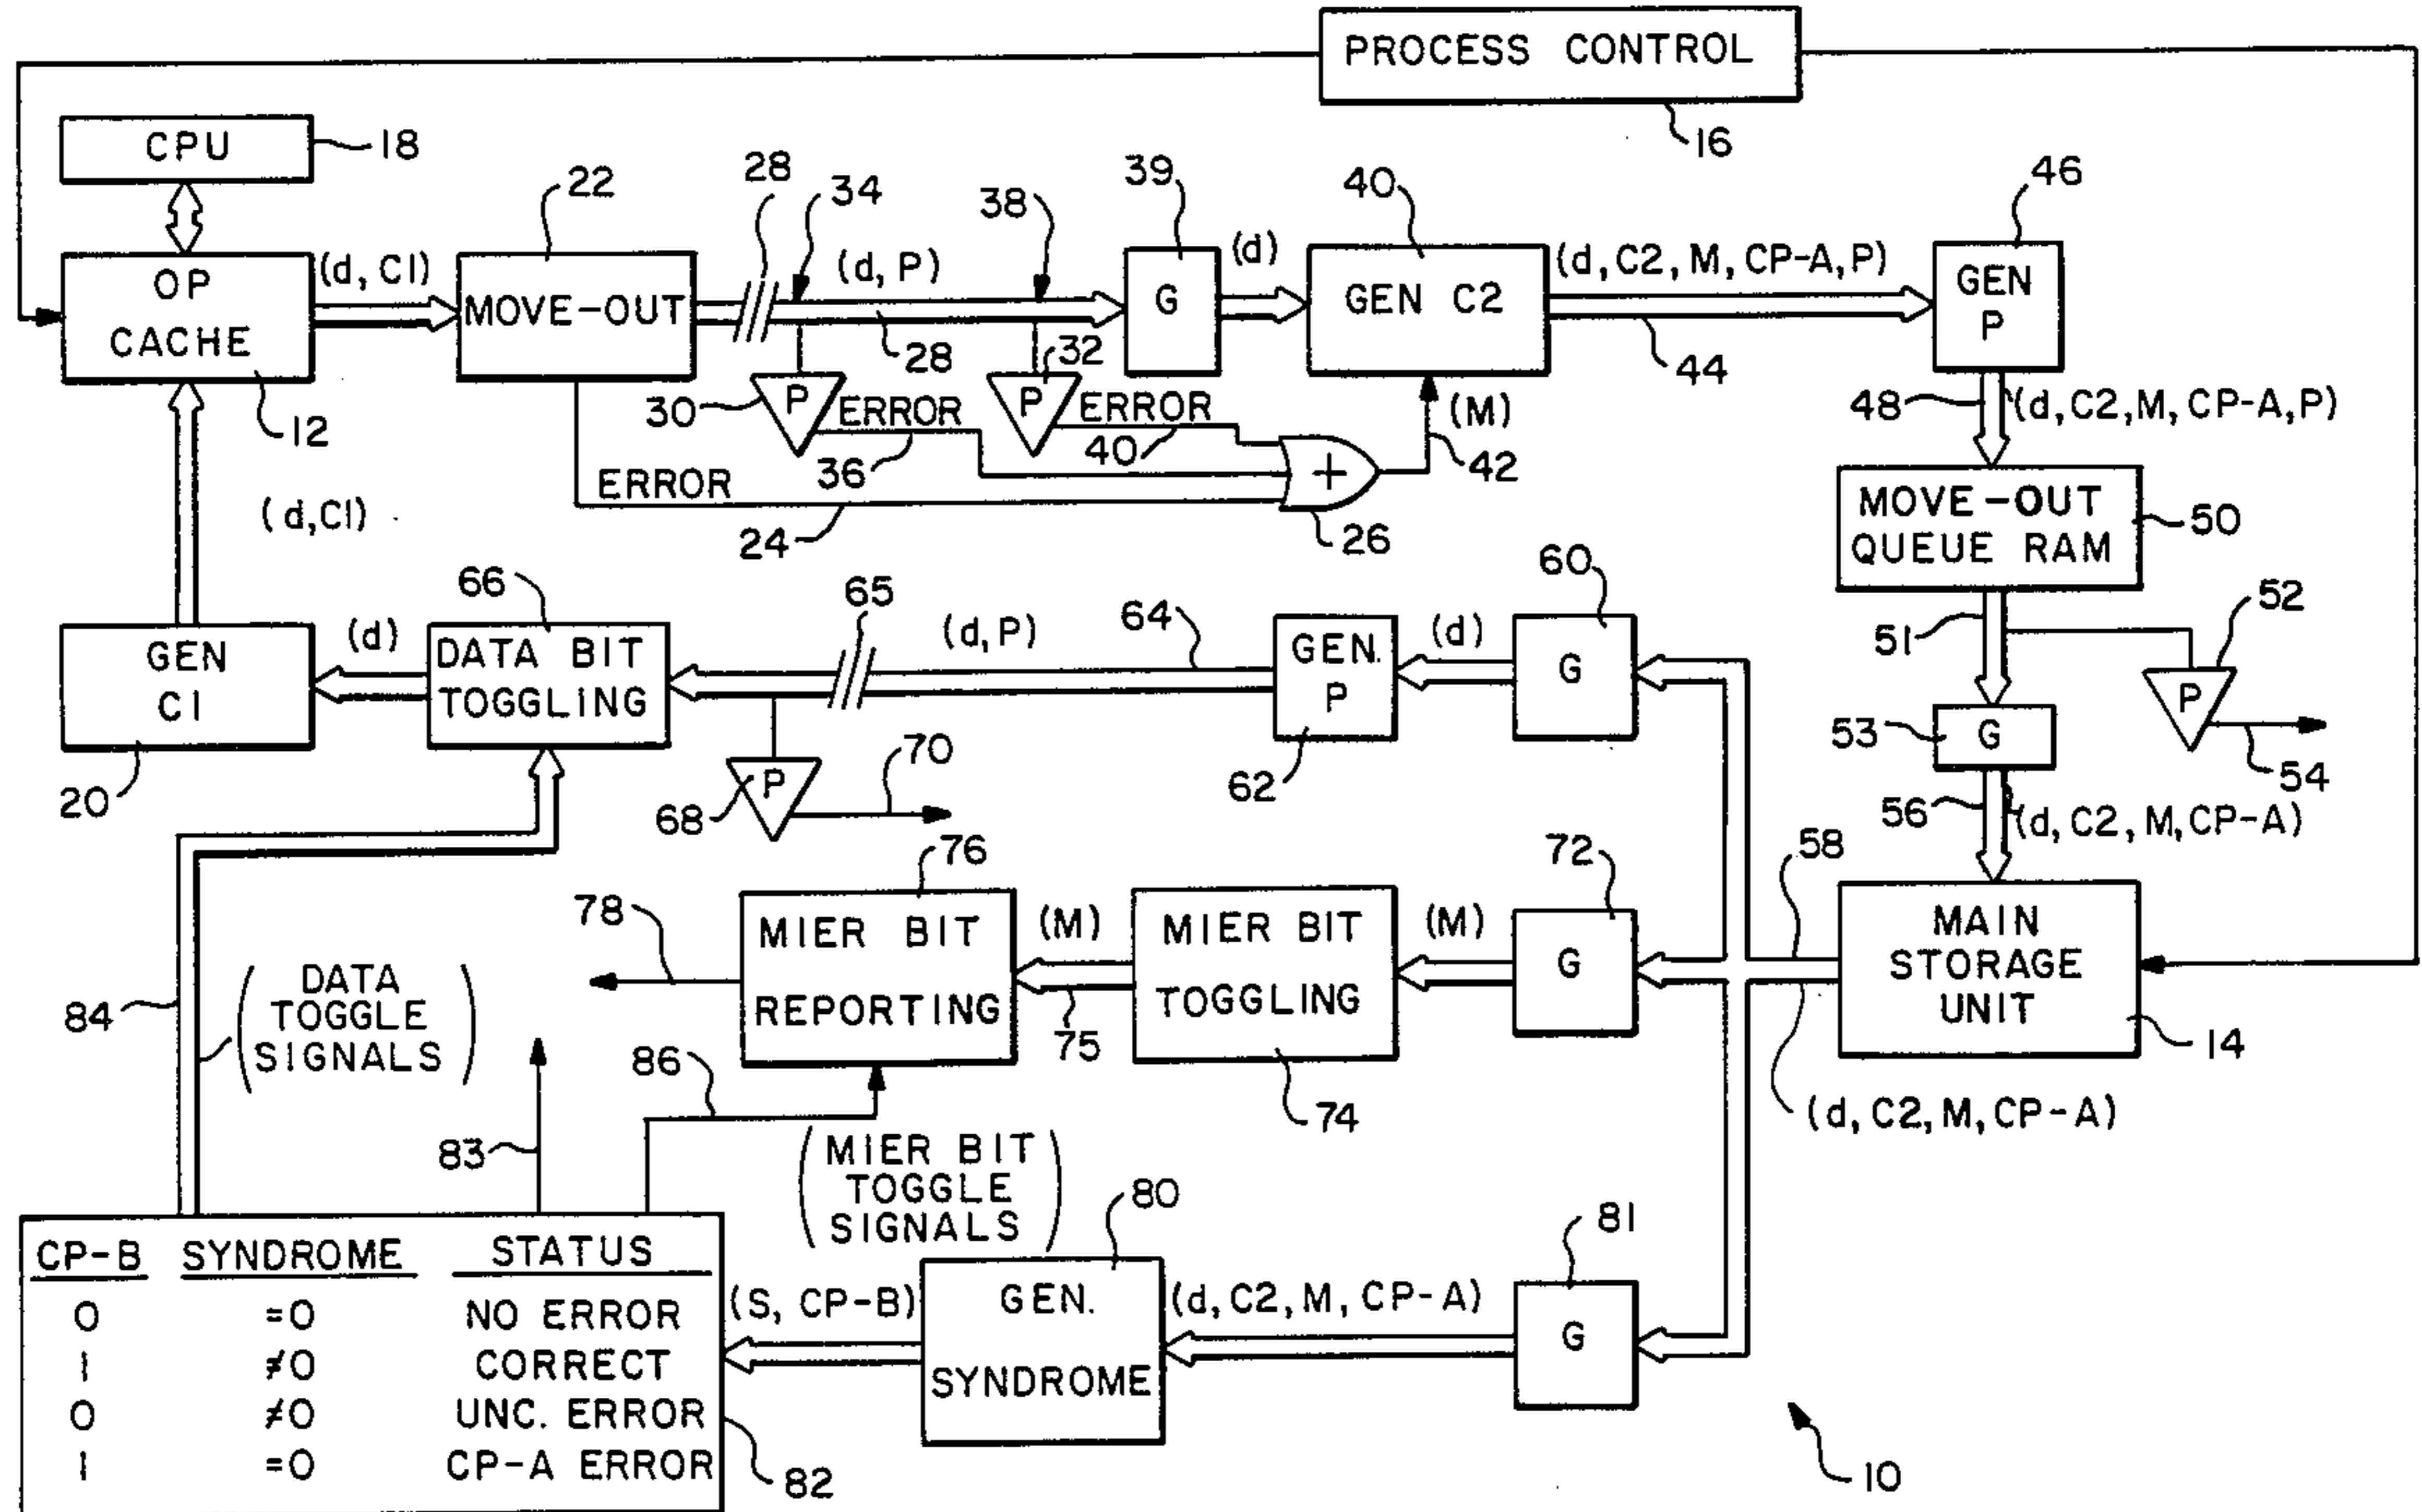 PROCESS CONTROL
16
CPU
18
22
28
34
38
39
40
46
OP
CACHE
12
(d, C1)
MOVE-OUT
(d, P)
28
G
(d)
GEN C2
(d, C2, M, CP-A, P)
44
GEN
P
30
P
ERROR
36
32
P
ERROR
40
(M)
42
48
(d, C2, M, CP-A, P)
ERROR
24
+
26
MOVE-OUT
QUEUE RAM
50
(d, C1)
66
65
60
51
52
P
54
GEN
C1
20
(d)
DATA BIT
TOGGLING
(d, P)
64
GEN.
P
62
(d)
G
53
G
68
P
70
56
(d, C2, M, CP-A)
76
72
58
78
MIER BIT
REPORTING
(M)
75
MIER BIT
TOGGLING
74
(M)
G
MAIN
STORAGE
UNIT
14
84
(DATA
TOGGLE
SIGNALS)
83
86
(MIER BIT
TOGGLE
SIGNALS)
(d, C2, M, CP-A)
80
81
CP-B SYNDROME STATUS
0 =0 NO ERROR
1 ≠0 CORRECT
0 ≠0 UNC. ERROR
1 =0 CP-A ERROR
82
(S, CP-B)
GEN.
SYNDROME
(d, C2, M, CP-A)
G
10